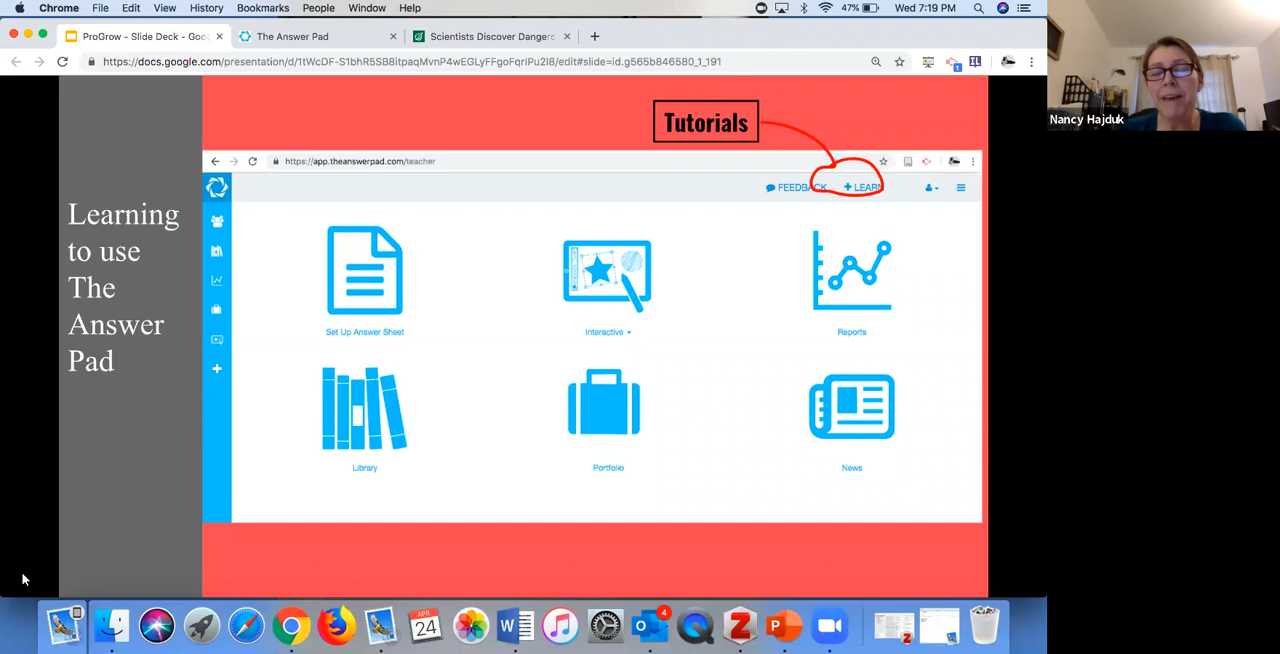 Chrome File Edit View History Bookmarks People Window Help 47% Wed 7:19 PM
ProGrow - Slide Deck - Goo The Answer Pad Scientists Discover Dangero
https://docs.google.com/presentation/d/1tWcDF-S1bhR5SB8itpaqMvnP4wEGLyFFgoFqrIPu2I8/edit#slide=id.g565b846580_1_191
1
Nancy Hajduk
Tutorials
https://app.theanswerpad.com/teacher
FEEDBACK + LEARN
Learning
to use
The
Answer
Pad
Set Up Answer Sheet
Interactive
Reports
Library
Portfolio
News
APR
24
4